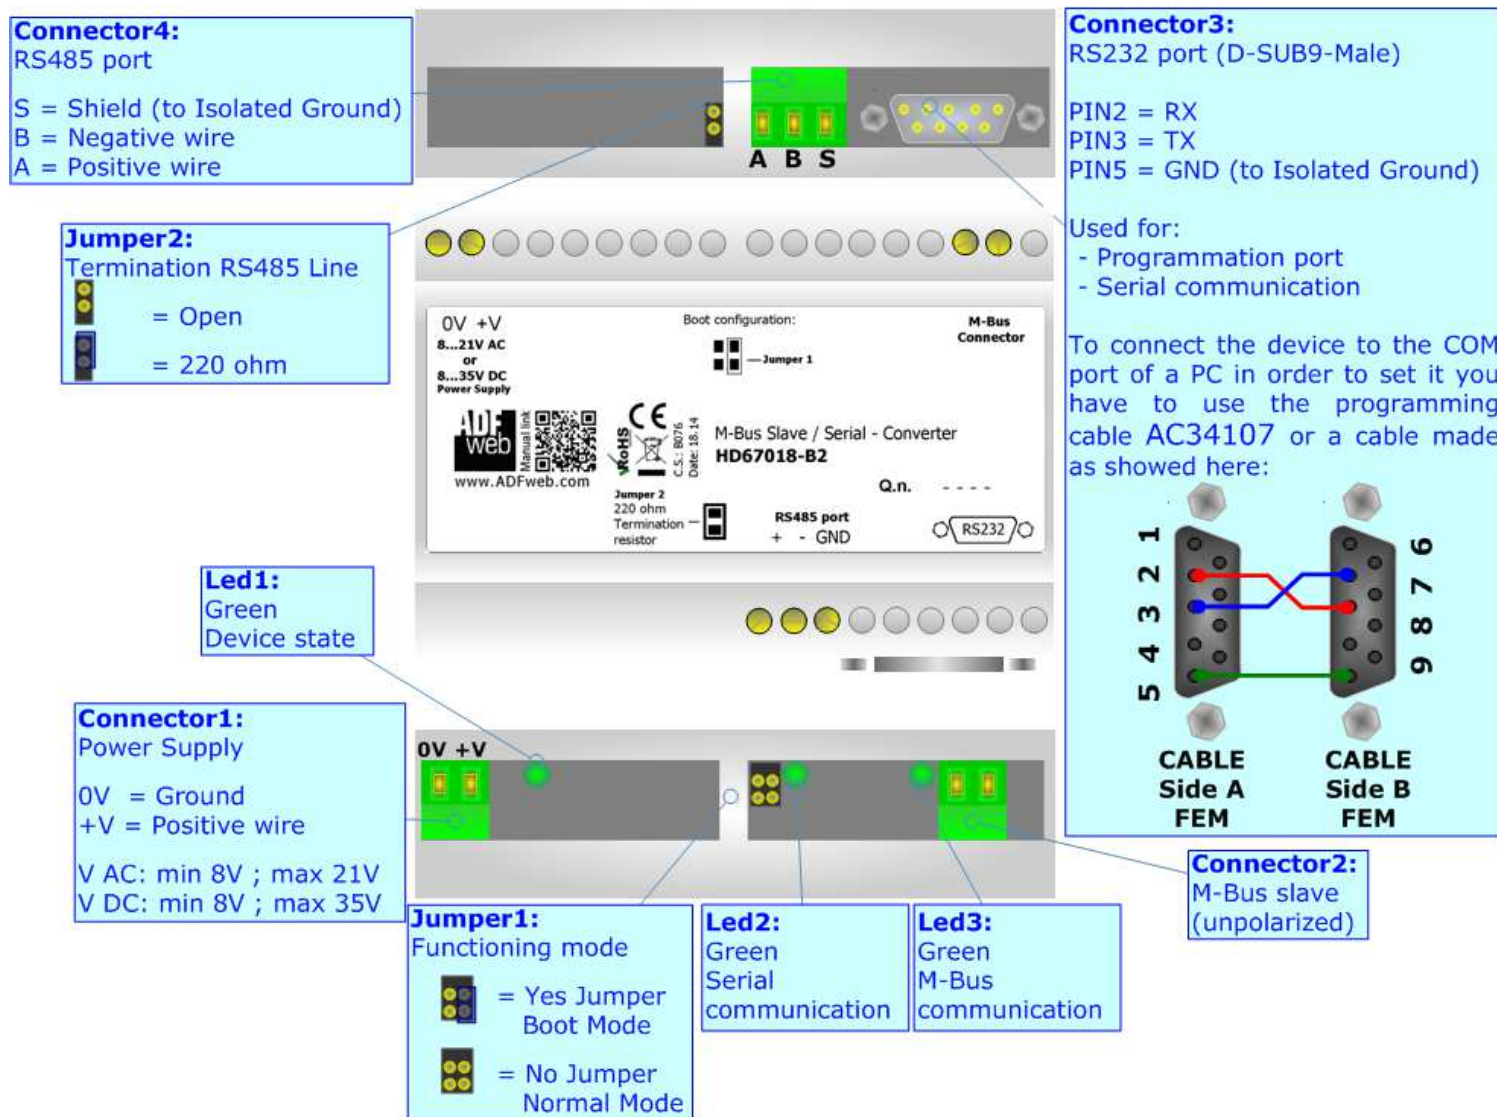 Connector4:
RS485 port
S = Shield (to Isolated Ground)
B = Negative wire
A = Positive wire
A B S
Jumper2:
Termination RS485 Line
= Open
= 220 ohm
Connector3:
RS232 port (D-SUB9-Male)
PIN2 = RX
PIN3 = TX
PIN5 = GND (to Isolated Ground)
Used for:
- Programmation port
- Serial communication
To connect the device to the COM
port of a PC in order to set it you
have to use the programming
cable AC34107 or a cable made
as showed here:
1
2
3
4
5
6
7
8
9
CABLE
Side A
FEM
CABLE
Side B
FEM
0V +V
8...21V AC
or
8...35V DC
Power Supply
Boot configuration:
Jumper 1
M-Bus
Connector
ADF
web
Manual link
www.ADFweb.com
RoHS
CE
C.S.: B076
Date: 18.14
M-Bus Slave / Serial - Converter
HD67018-B2
Q.n. - - - -
Jumper 2
220 ohm
Termination
resistor
RS485 port
+ - GND
RS232
Led1:
Green
Device state
Connector1:
Power Supply
0V = Ground
+V = Positive wire
V AC: min 8V ; max 21V
V DC: min 8V ; max 35V
0V +V
Jumper1:
Functioning mode
= Yes Jumper
Boot Mode
= No Jumper
Normal Mode
Led2:
Green
Serial
communication
Led3:
Green
M-Bus
communication
Connector2:
M-Bus slave
(unpolarized)